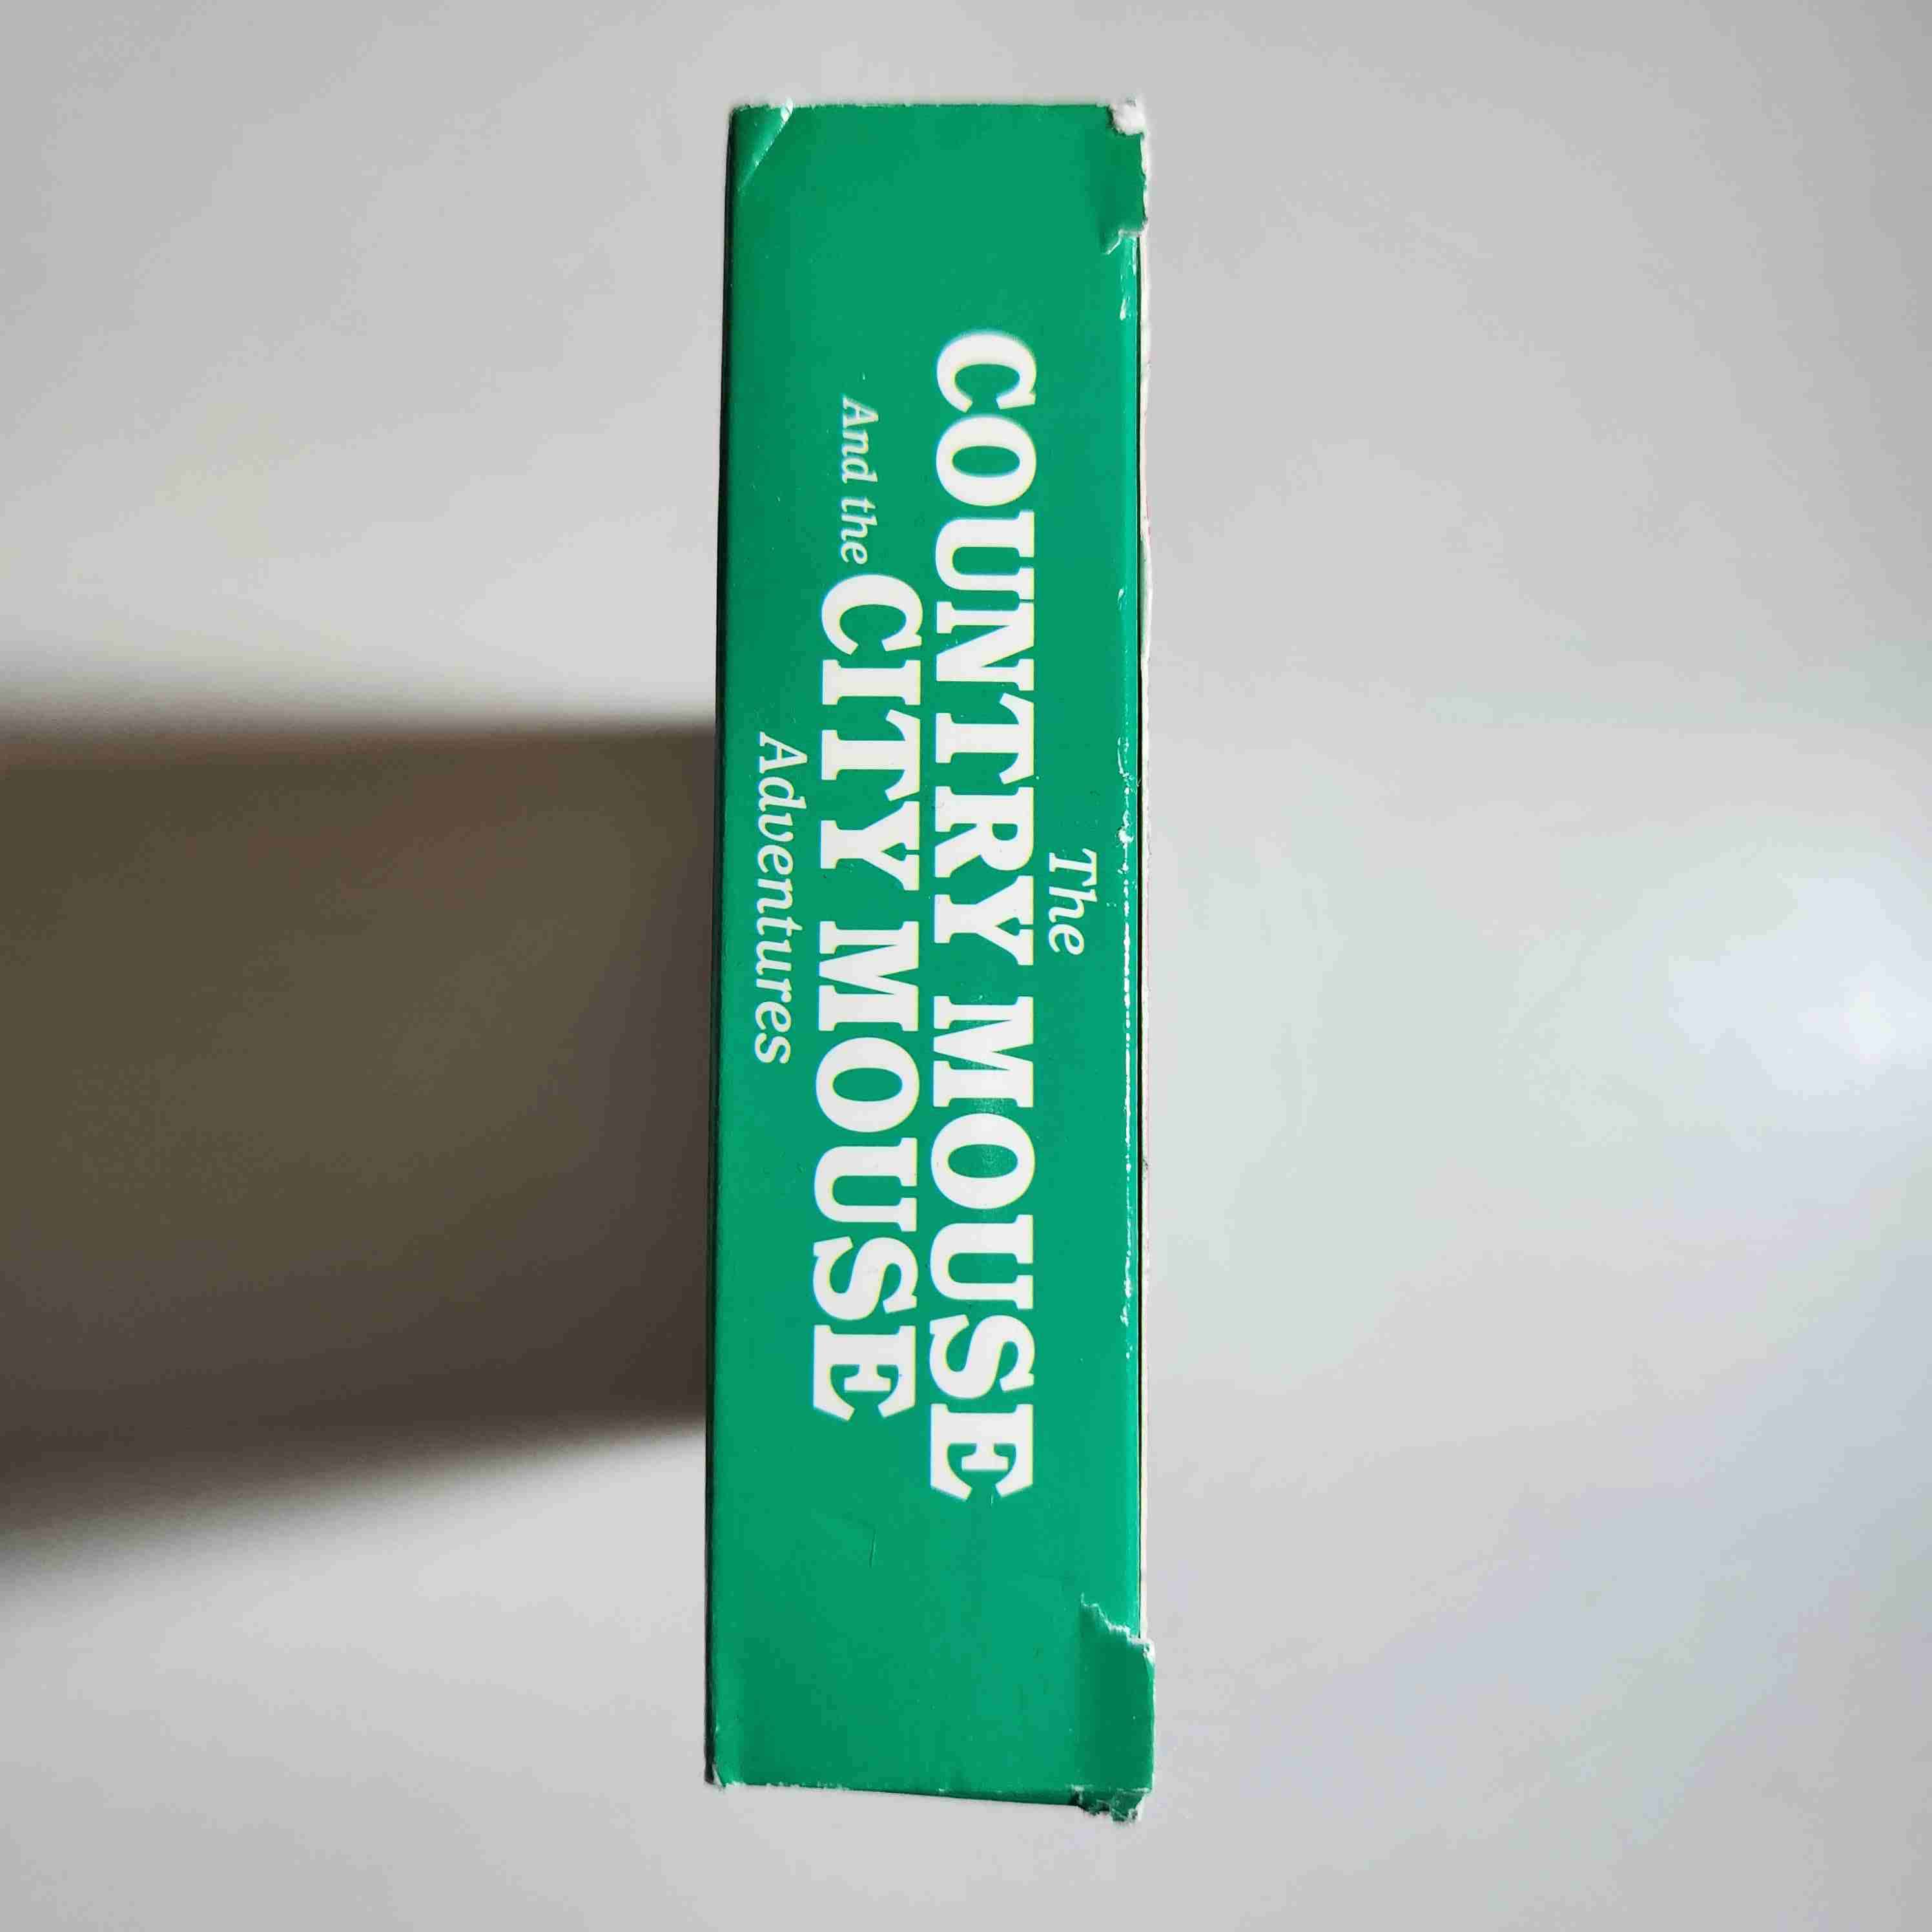 The
COUNTRY MOUSE
And the CITY MOUSE
Adventures